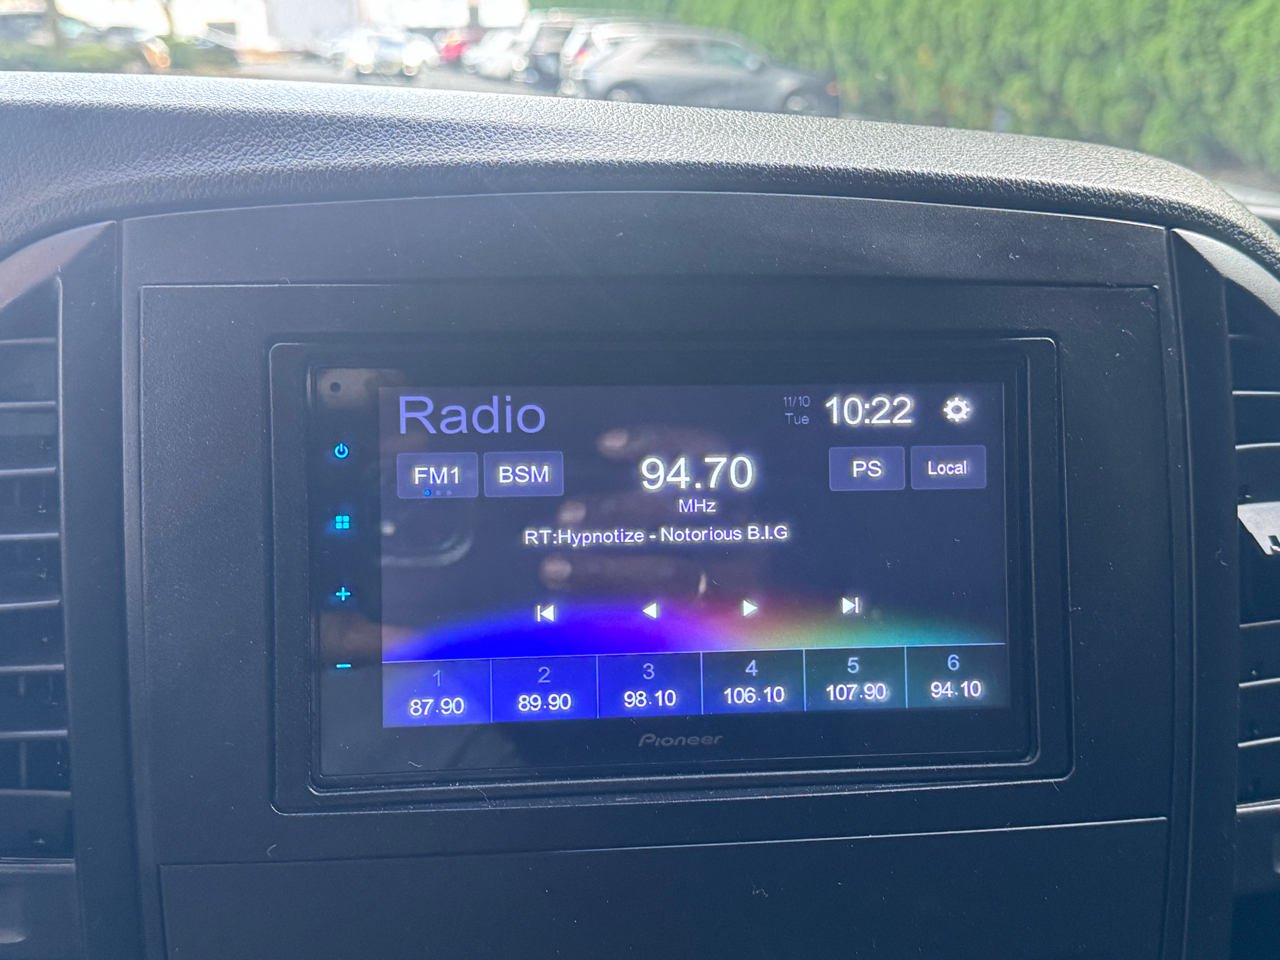 Radio
11/10
Tue
10:22
FM1
BSM
94.70
MHz
PS
Local
RT:Hypnotize - Notorious B.I.G
1
2
3
4
5
6
87.90
89.90
98.10
106.10
107.90
94.10
Pioneer